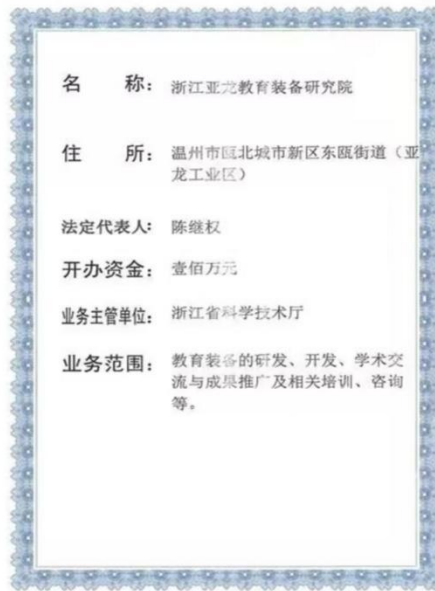 名 称：浙江亚龙教育装备研究院
住 所：温州市瓯北城市新区东瓯街道（亚
龙工业区）
法定代表人：陈继权
开办资金：壹佰万元
业务主管单位：浙江省科学技术厅
业务范围：教育装备的研发、开发、学术交
流与成果推广及相关培训、咨询
等。